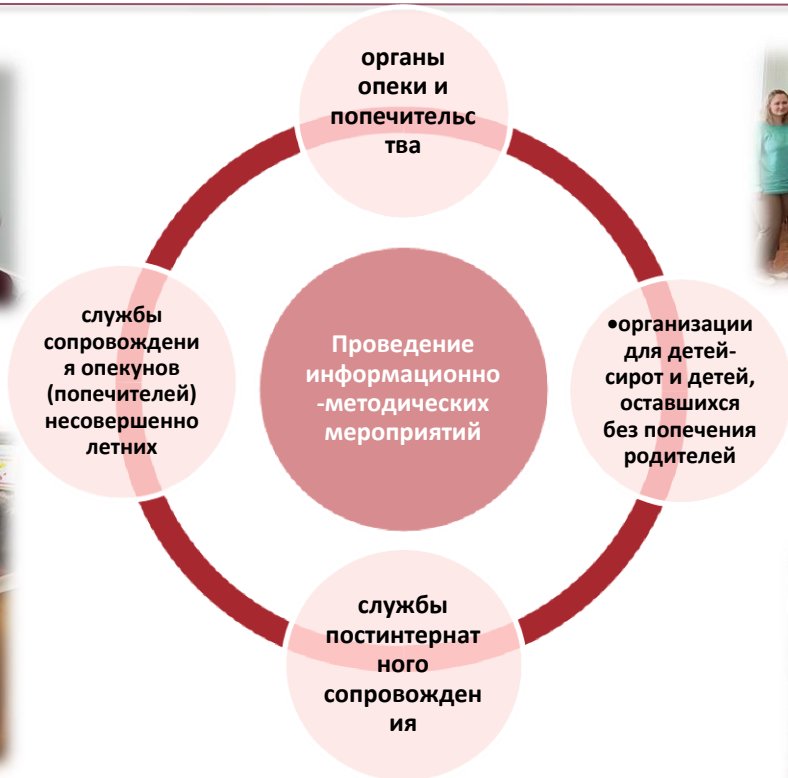 органы
опеки и
попечительс
тва
службы
сопровождени
я опекунов
(попечителей)
несовершенно
летних
Проведение
информационно
-методических
мероприятий
•организации
для детей-
сирот и детей,
оставшихся
без попечения
родителей
службы
постинтернат
ного
сопровожден
ия